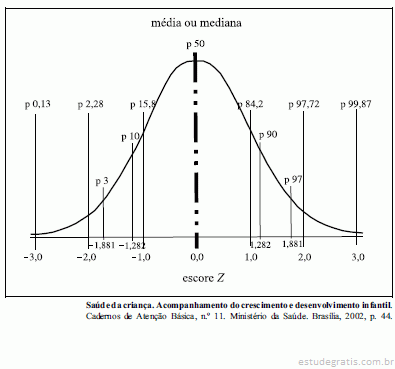 média ou mediana
p 50
p 0,13 p 2,28 p 15,8 p 84,2 p 97,72 p 99,87
p 10 p 90
p 3 p 97
-1,881 -1,282 1,282 1,881
-3,0 -2,0 -1,0 0,0 1,0 2,0 3,0
escore Z
Saúde da criança. Acompanhamento do crescimento e desenvolvimento infantil.
Cadernos de Atenção Básica, n.º 11. Ministério da Saúde. Brasília, 2002, p. 44.
estudegratis.com.br